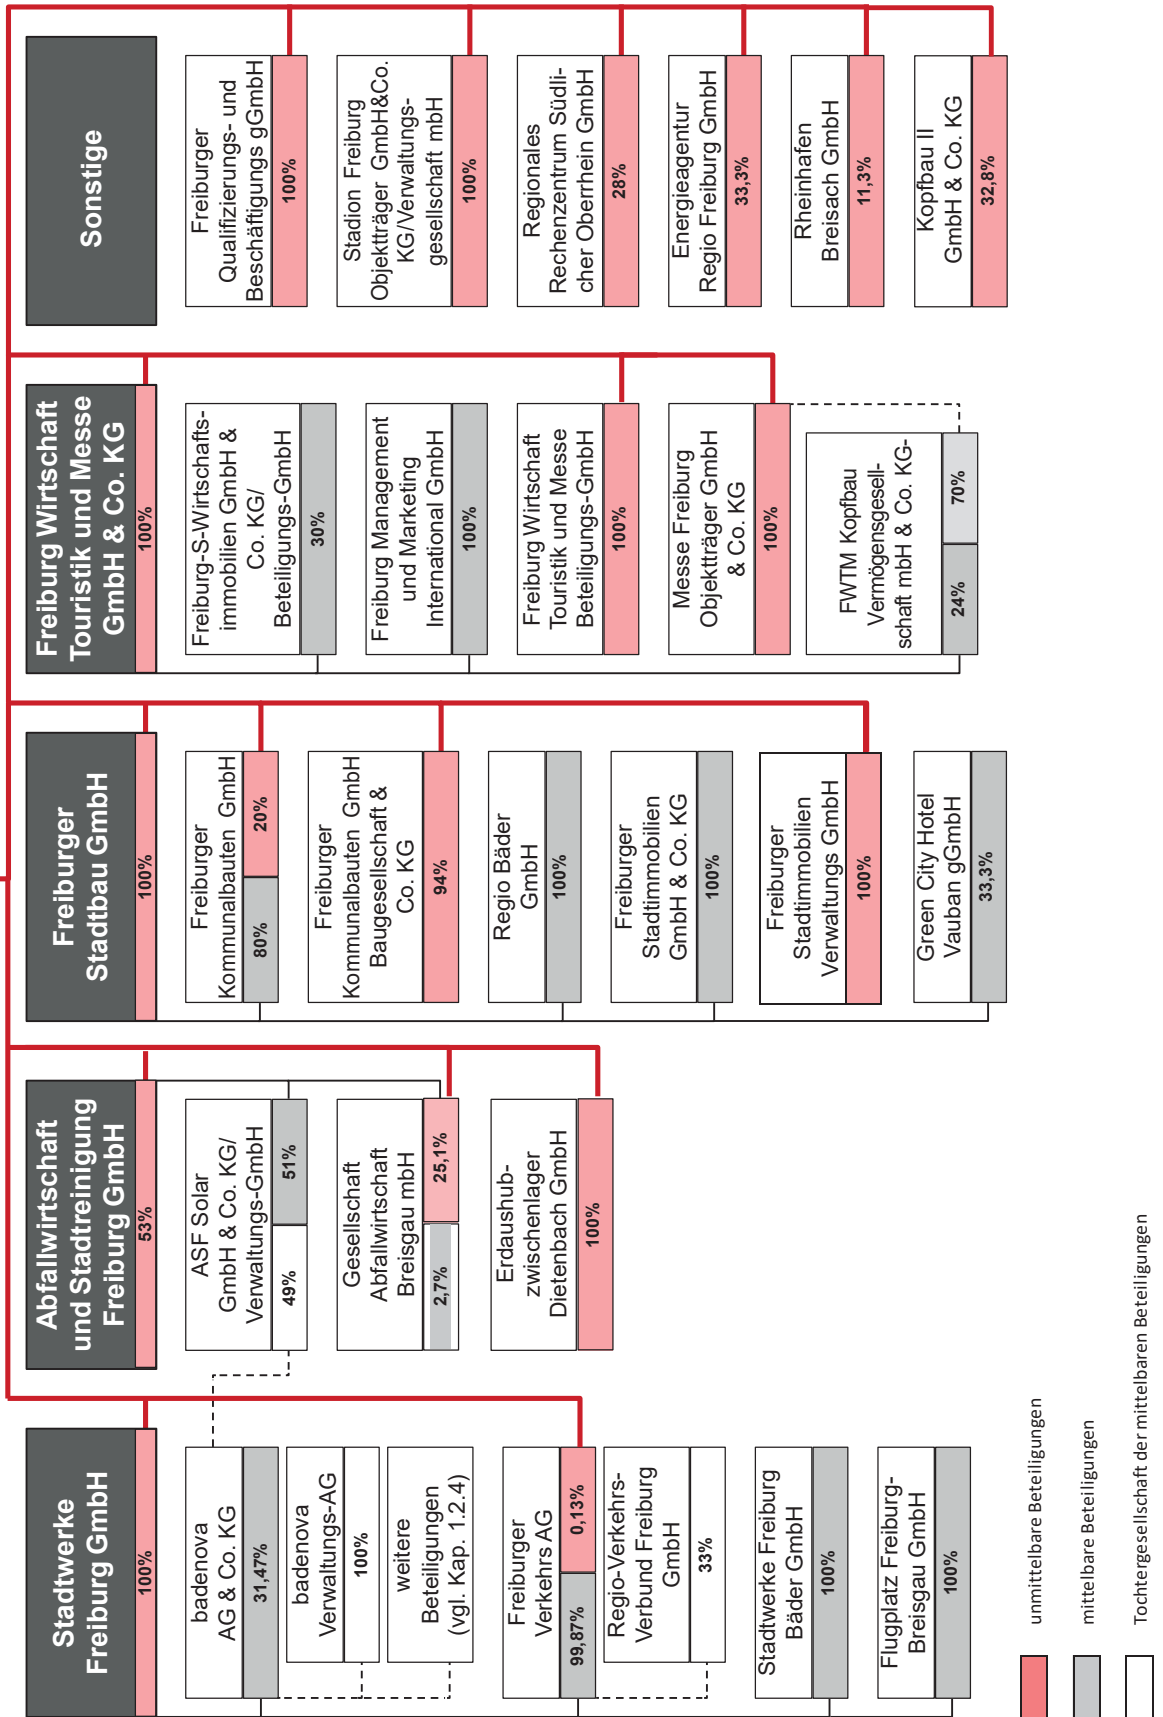 Stadtwerke
Freiburg GmbH
100%
badenova
AG & Co. KG
31,47%
badenova
Verwaltungs-AG
100%
weitere
Beteiligungen
(vgl. Kap. 1.2.4)
Freiburger
Verkehrs AG
99,87%
0,13%
Regio-Verkehrs-
Verbund Freiburg
GmbH
33%
Stadtwerke Freiburg
Bäder GmbH
100%
Flugplatz Freiburg-
Breisgau GmbH
100%
Abfallwirtschaft
und Stadtreinigung
Freiburg GmbH
53%
ASF Solar
GmbH & Co. KG/
Verwaltungs-GmbH
49%
51%
Gesellschaft
Abfallwirtschaft
Breisgau mbH
2,7%
25,1%
Erdaushub-
zwischenlager
Dietenbach GmbH
100%
Freiburger
Stadtbau GmbH
100%
Freiburger
Kommunalbauten GmbH
80%
20%
Freiburger
Kommunalbauten GmbH
Baugesellschaft &
Co. KG
94%
Regio Bäder
GmbH
100%
Freiburger
Stadtimmobilien
GmbH & Co. KG
100%
Freiburger
Stadtimmobilien
Verwaltungs GmbH
100%
Green City Hotel
Vauban gGmbH
33,3%
Freiburg Wirtschaft
Touristik und Messe
GmbH & Co. KG
100%
Freiburg-S-Wirtschafts-
immobilien GmbH &
Co. KG/
Beteiligungs-GmbH
30%
Freiburg Management
und Marketing
International GmbH
100%
Freiburg Wirtschaft
Touristik und Messe
Beteiligungs-GmbH
100%
Messe Freiburg
Objektträger GmbH
& Co. KG
100%
FWTM Kopfbau
Vermögensgesell-
schaft mbH & Co. KG-
24%
70%
Sonstige
Freiburger
Qualifizierungs- und
Beschäftigungs gGmbH
100%
Stadion Freiburg
Objektträger GmbH&Co.
KG/Verwaltungs-
gesellschaft mbH
100%
Regionales
Rechenzentrum Südli-
cher Oberrhein GmbH
28%
Energieagentur
Regio Freiburg GmbH
33,3%
Rheinhafen
Breisach GmbH
11,3%
Kopfbau II
GmbH & Co. KG
32,8%
unmittelbare Beteiligungen
mittelbare Beteiligungen
Tochtergesellschaft der mittelbaren Beteiligungen